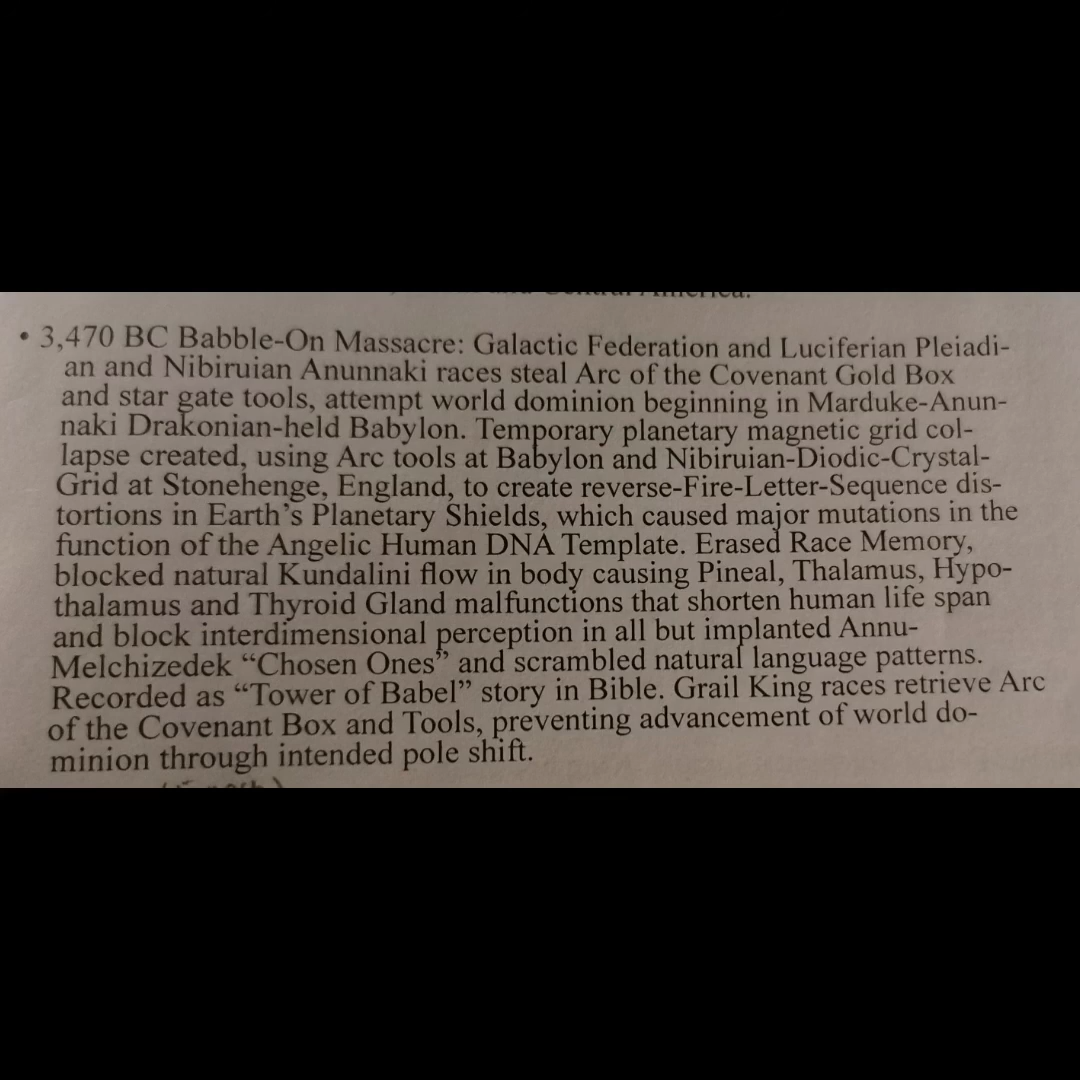 • 3,470 BC Babble-On Massacre: Galactic Federation and Luciferian Pleiadi-
an and Nibiruian Anunnaki races steal Arc of the Covenant Gold Box
and star gate tools, attempt world dominion beginning in Marduke-Anun-
naki Drakonian-held Babylon. Temporary planetary magnetic grid col-
lapse created, using Arc tools at Babylon and Nibiruian-Diodic-Crystal-
Grid at Stonehenge, England, to create reverse-Fire-Letter-Sequence dis-
tortions in Earth's Planetary Shields, which caused major mutations in the
function of the Angelic Human DNA Template. Erased Race Memory,
blocked natural Kundalini flow in body causing Pineal, Thalamus, Hypo-
thalamus and Thyroid Gland malfunctions that shorten human life span
and block interdimensional perception in all but implanted Annu-
Melchizedek “Chosen Ones” and scrambled natural language patterns.
Recorded as “Tower of Babel” story in Bible. Grail King races retrieve Arc
of the Covenant Box and Tools, preventing advancement of world do-
minion through intended pole shift.